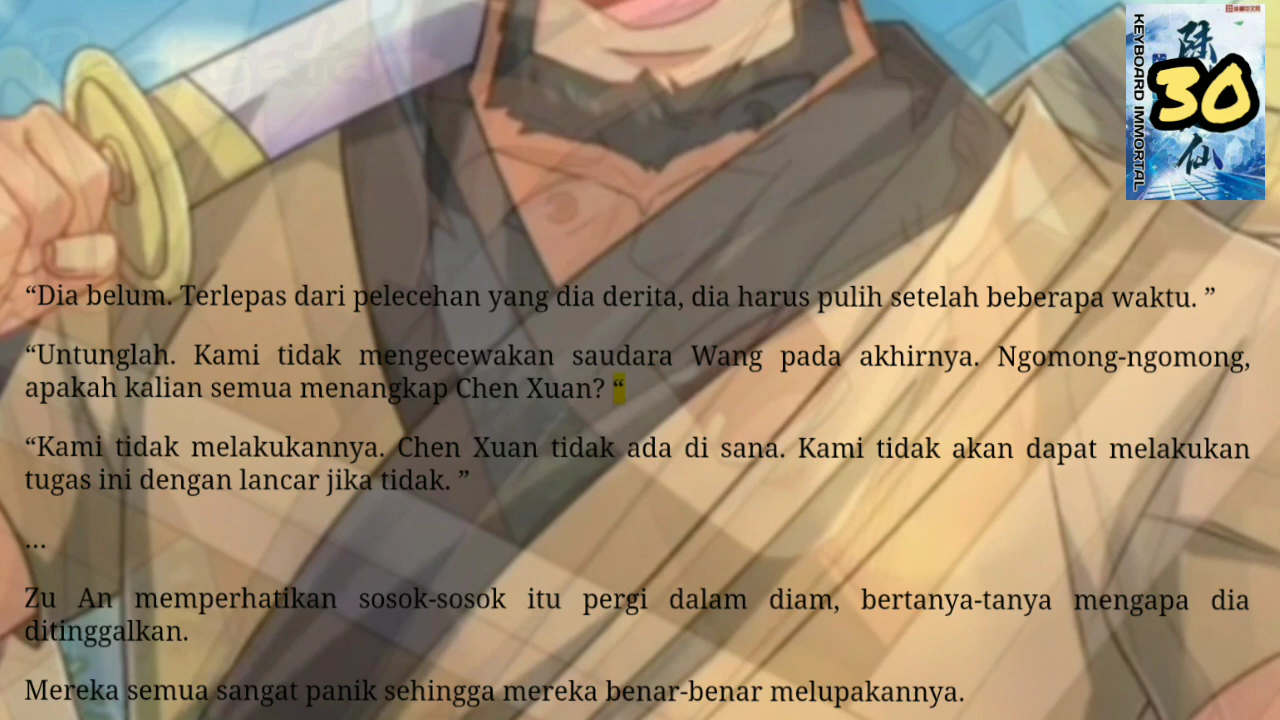 “Dia belum. Terlepas dari pelecehan yang dia derita, dia harus pulih setelah beberapa waktu. ”
“Untunglah. Kami tidak mengecewakan saudara Wang pada akhirnya. Ngomong-ngomong,
apakah kalian semua menangkap Chen Xuan? “
“Kami tidak melakukannya. Chen Xuan tidak ada di sana. Kami tidak akan dapat melakukan
tugas ini dengan lancar jika tidak. ”
…
Zu An memperhatikan sosok-sosok itu pergi dalam diam, bertanya-tanya mengapa dia
ditinggalkan.
Mereka semua sangat panik sehingga mereka benar-benar melupakannya.
KEYBOARD IMMORTAL
陆
30
仙